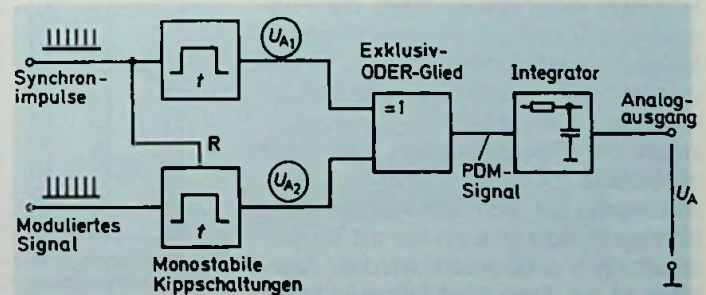 Synchron-
impulse
t
U_A1
Exklusiv-
ODER-Glied
=1
Integrator
Analog-
ausgang
R
PDM-
Signal
U_A
Moduliertes
Signal
t
U_A2
Monostabile
Kippschaltungen